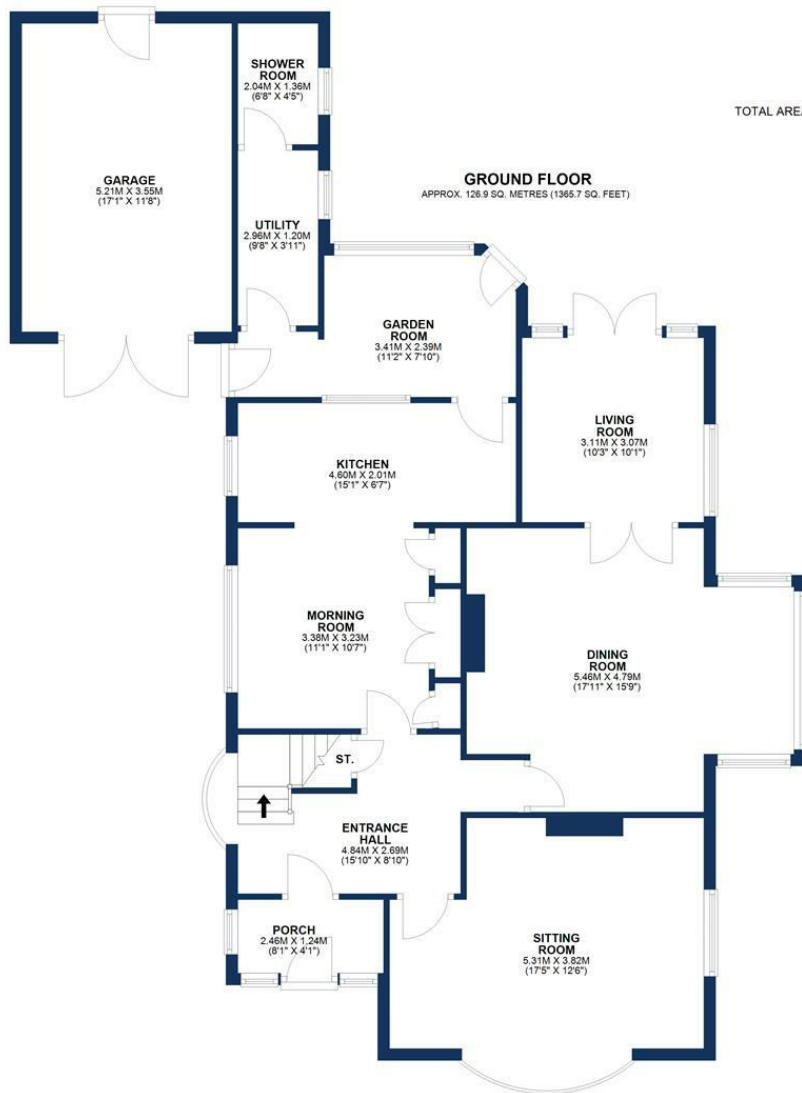 SHOWER
ROOM
2.04M X 1.36M
(6'8" X 4'5")
TOTAL AREA
GARAGE
5.21M X 3.55M
(17'1" X 11'8")
GROUND FLOOR
APPROX. 126.9 SQ. METRES (1365.7 SQ. FEET)
UTILITY
2.96M X 1.20M
(9'8" X 3'11")
GARDEN
ROOM
3.41M X 2.39M
(11'2" X 7'10")
LIVING
ROOM
3.11M X 3.07M
(10'3" X 10'1")
KITCHEN
4.60M X 2.01M
(15'1" X 6'7")
MORNING
ROOM
3.38M X 3.23M
(11'1" X 10'7")
DINING
ROOM
5.46M X 4.79M
(17'11" X 15'9")
ST.
ENTRANCE
HALL
4.84M X 2.69M
(15'10" X 8'10")
PORCH
2.46M X 1.24M
(8'1" X 4'1")
SITTING
ROOM
5.31M X 3.82M
(17'5" X 12'6")